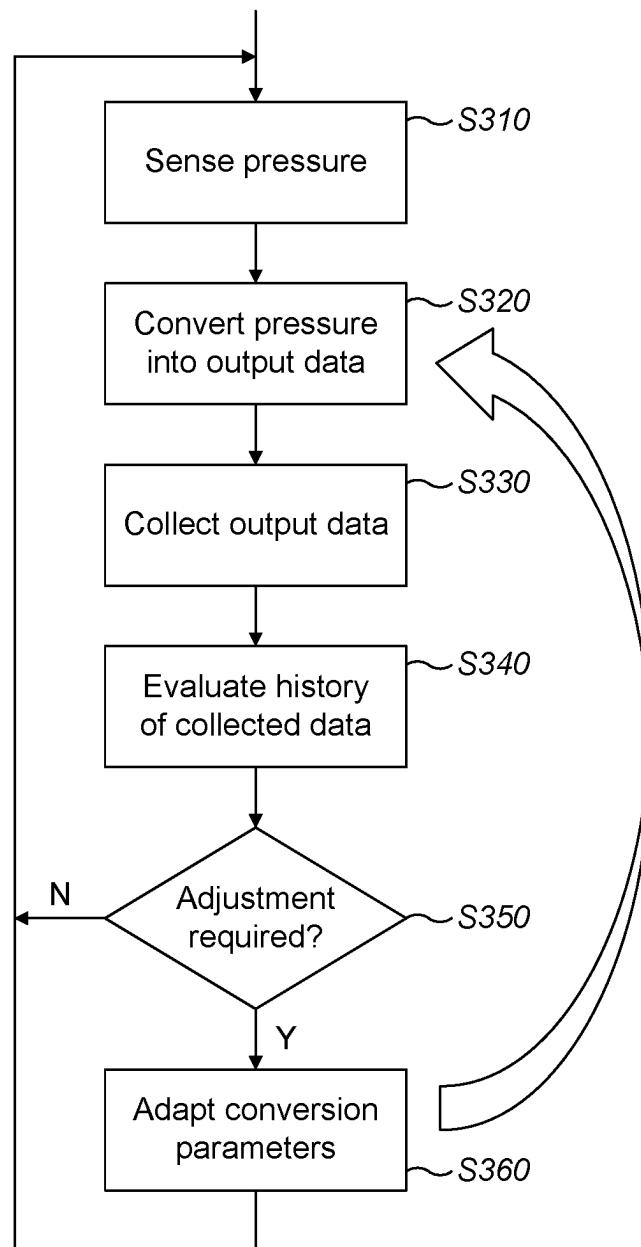 S310
Sense pressure
S320
Convert pressure
into output data
S330
Collect output data
S340
Evaluate history
of collected data
N
Adjustment
required?
S350
Y
Adapt conversion
parameters
S360